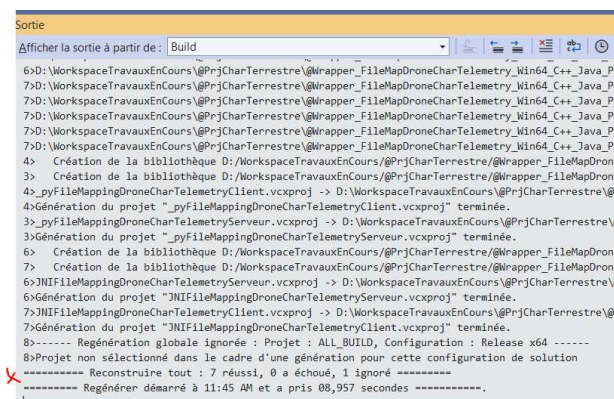 Sortie
Afficher la sortie à partir de : Build
6>D:\WorkspaceTravauxEnCours\@PrjCharTerrestre\@Wrapper_FileMapDroneCharTelemetry_Win64_C++_Java_P
7>D:\WorkspaceTravauxEnCours\@PrjCharTerrestre\@Wrapper_FileMapDroneCharTelemetry_Win64_C++_Java_P
7>D:\WorkspaceTravauxEnCours\@PrjCharTerrestre\@Wrapper_FileMapDroneCharTelemetry_Win64_C++_Java_P
7>D:\WorkspaceTravauxEnCours\@PrjCharTerrestre\@Wrapper_FileMapDroneCharTelemetry_Win64_C++_Java_P
7>D:\WorkspaceTravauxEnCours\@PrjCharTerrestre\@Wrapper_FileMapDroneCharTelemetry_Win64_C++_Java_P
7>D:\WorkspaceTravauxEnCours\@PrjCharTerrestre\@Wrapper_FileMapDroneCharTelemetry_Win64_C++_Java_P
4> Création de la bibliothèque D:/WorkspaceTravauxEnCours/@PrjCharTerrestre/@Wrapper_FileMapDron
3> Création de la bibliothèque D:/WorkspaceTravauxEnCours/@PrjCharTerrestre/@Wrapper_FileMapDron
4>_pyFileMappingDroneCharTelemetryClient.vcxproj -> D:\WorkspaceTravauxEnCours\@PrjCharTerrestre\@
4>Génération du projet "_pyFileMappingDroneCharTelemetryClient.vcxproj" terminée.
3>_pyFileMappingDroneCharTelemetryServeur.vcxproj -> D:\WorkspaceTravauxEnCours\@PrjCharTerrestre\
3>Génération du projet "_pyFileMappingDroneCharTelemetryServeur.vcxproj" terminée.
6> Création de la bibliothèque D:/WorkspaceTravauxEnCours/@PrjCharTerrestre/@Wrapper_FileMapDron
7> Création de la bibliothèque D:/WorkspaceTravauxEnCours/@PrjCharTerrestre/@Wrapper_FileMapDron
6>JNIFileMappingDroneCharTelemetryServeur.vcxproj -> D:\WorkspaceTravauxEnCours\@PrjCharTerrestre\
6>Génération du projet "JNIFileMappingDroneCharTelemetryServeur.vcxproj" terminée.
7>JNIFileMappingDroneCharTelemetryClient.vcxproj -> D:\WorkspaceTravauxEnCours\@PrjCharTerrestre\@
7>Génération du projet "JNIFileMappingDroneCharTelemetryClient.vcxproj" terminée.
8>------ Regénération globale ignorée : Projet : ALL_BUILD, Configuration : Release x64 ------
8>Projet non sélectionné dans le cadre d'une génération pour cette configuration de solution
========== Reconstruire tout : 7 réussi, 0 a échoué, 1 ignoré =========
========= Regénérer démarré à 11:45 AM et a pris 08,957 secondes ===========.